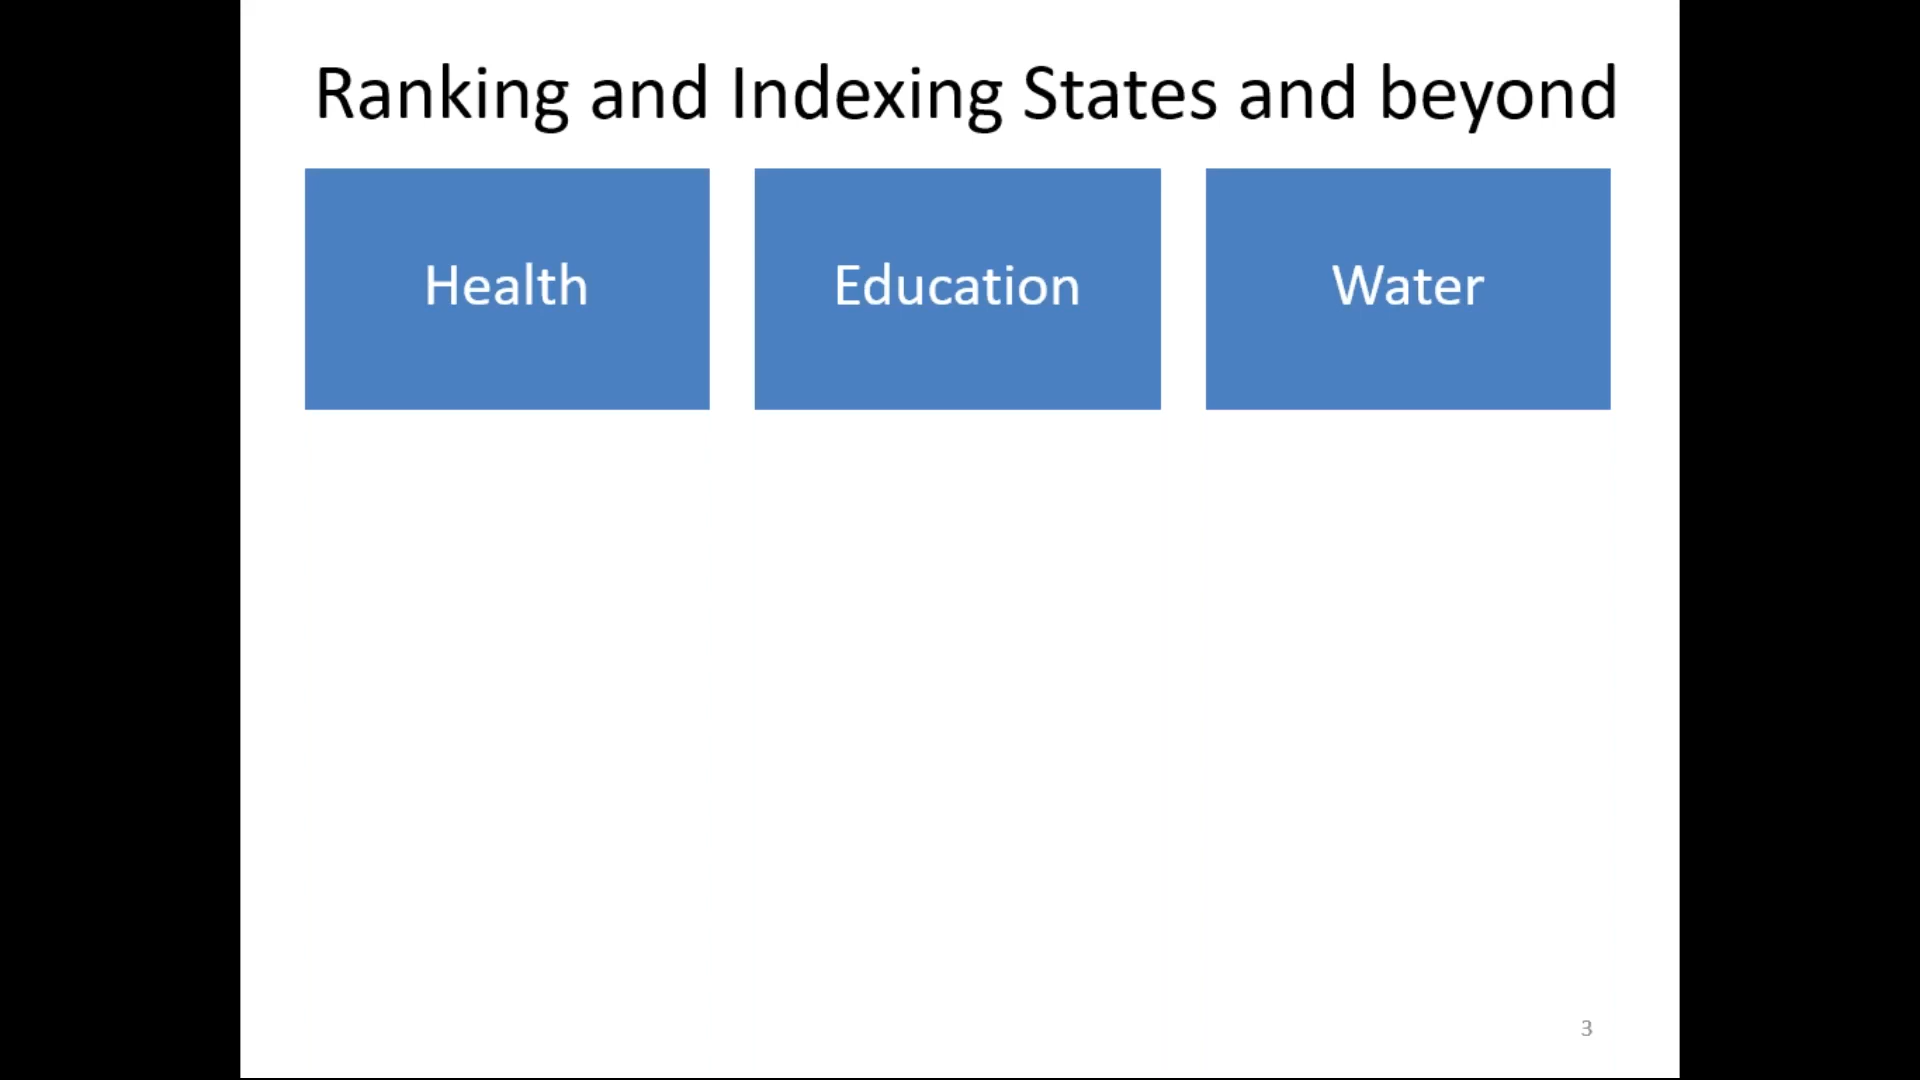 Ranking and Indexing States and beyond
Health
Education
Water
3